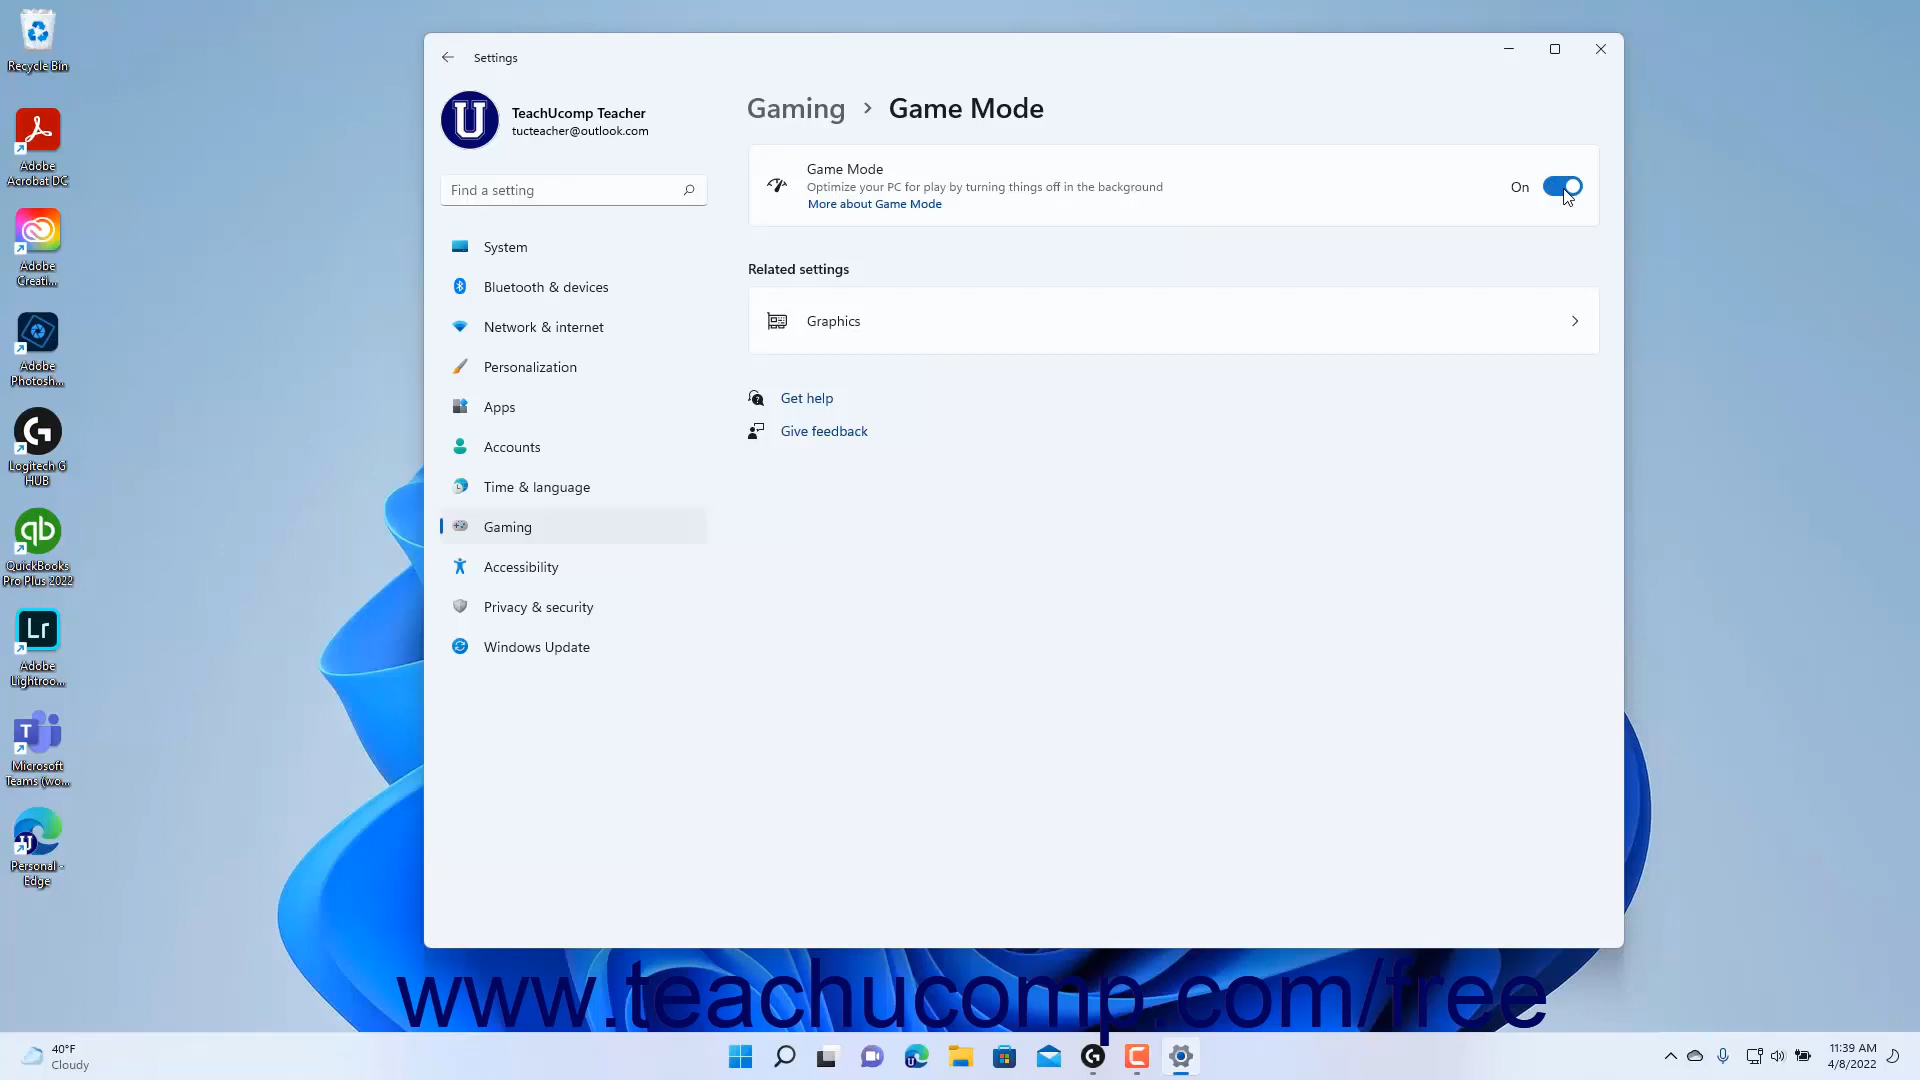 Recycle Bin
Adobe
Acrobat DC
Adobe
Creati...
Adobe
Photosh...
Logitech G
HUB
QuickBooks
Pro Plus 2022
Adobe
Lightroo...
Microsoft
Teams (wo...
Personal -
Edge
Settings
TeachUcomp Teacher
tucteacher@outlook.com
Find a setting
System
Bluetooth & devices
Network & internet
Personalization
Apps
Accounts
Time & language
Gaming
Accessibility
Privacy & security
Windows Update
Gaming > Game Mode
Game Mode
Optimize your PC for play by turning things off in the background
More about Game Mode
On
Related settings
Graphics
Get help
Give feedback
www.teachucomp.com/free
40°F
Cloudy
11:39 AM
4/8/2022